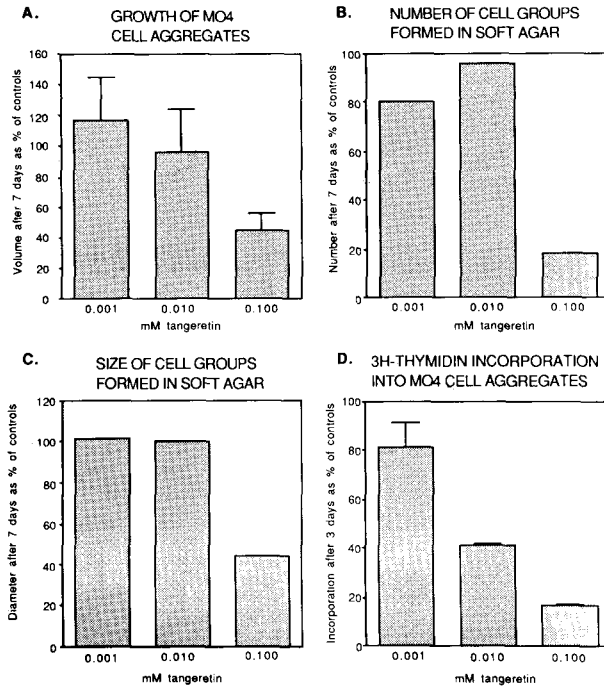 A. GROWTH OF MO4
CELL AGGREGATES
Volume after 7 days as % of controls
160
140
120
100
80
60
40
20
0
0.001 0.010 0.100
mM tangeretin
B. NUMBER OF CELL GROUPS
FORMED IN SOFT AGAR
Number after 7 days as % of controls
100
80
60
40
20
0
0.001 0.010 0.100
mM tangeretin
C. SIZE OF CELL GROUPS
FORMED IN SOFT AGAR
Diameter after 7 days as % of controls
120
100
80
60
40
20
0
0.001 0.010 0.100
mM tangeretin
D. 3H-THYMIDIN INCORPORATION
INTO MO4 CELL AGGREGATES
Incorporation after 3 days as % of controls
100
80
60
40
20
0
0.001 0.010 0.100
mM tangeretin